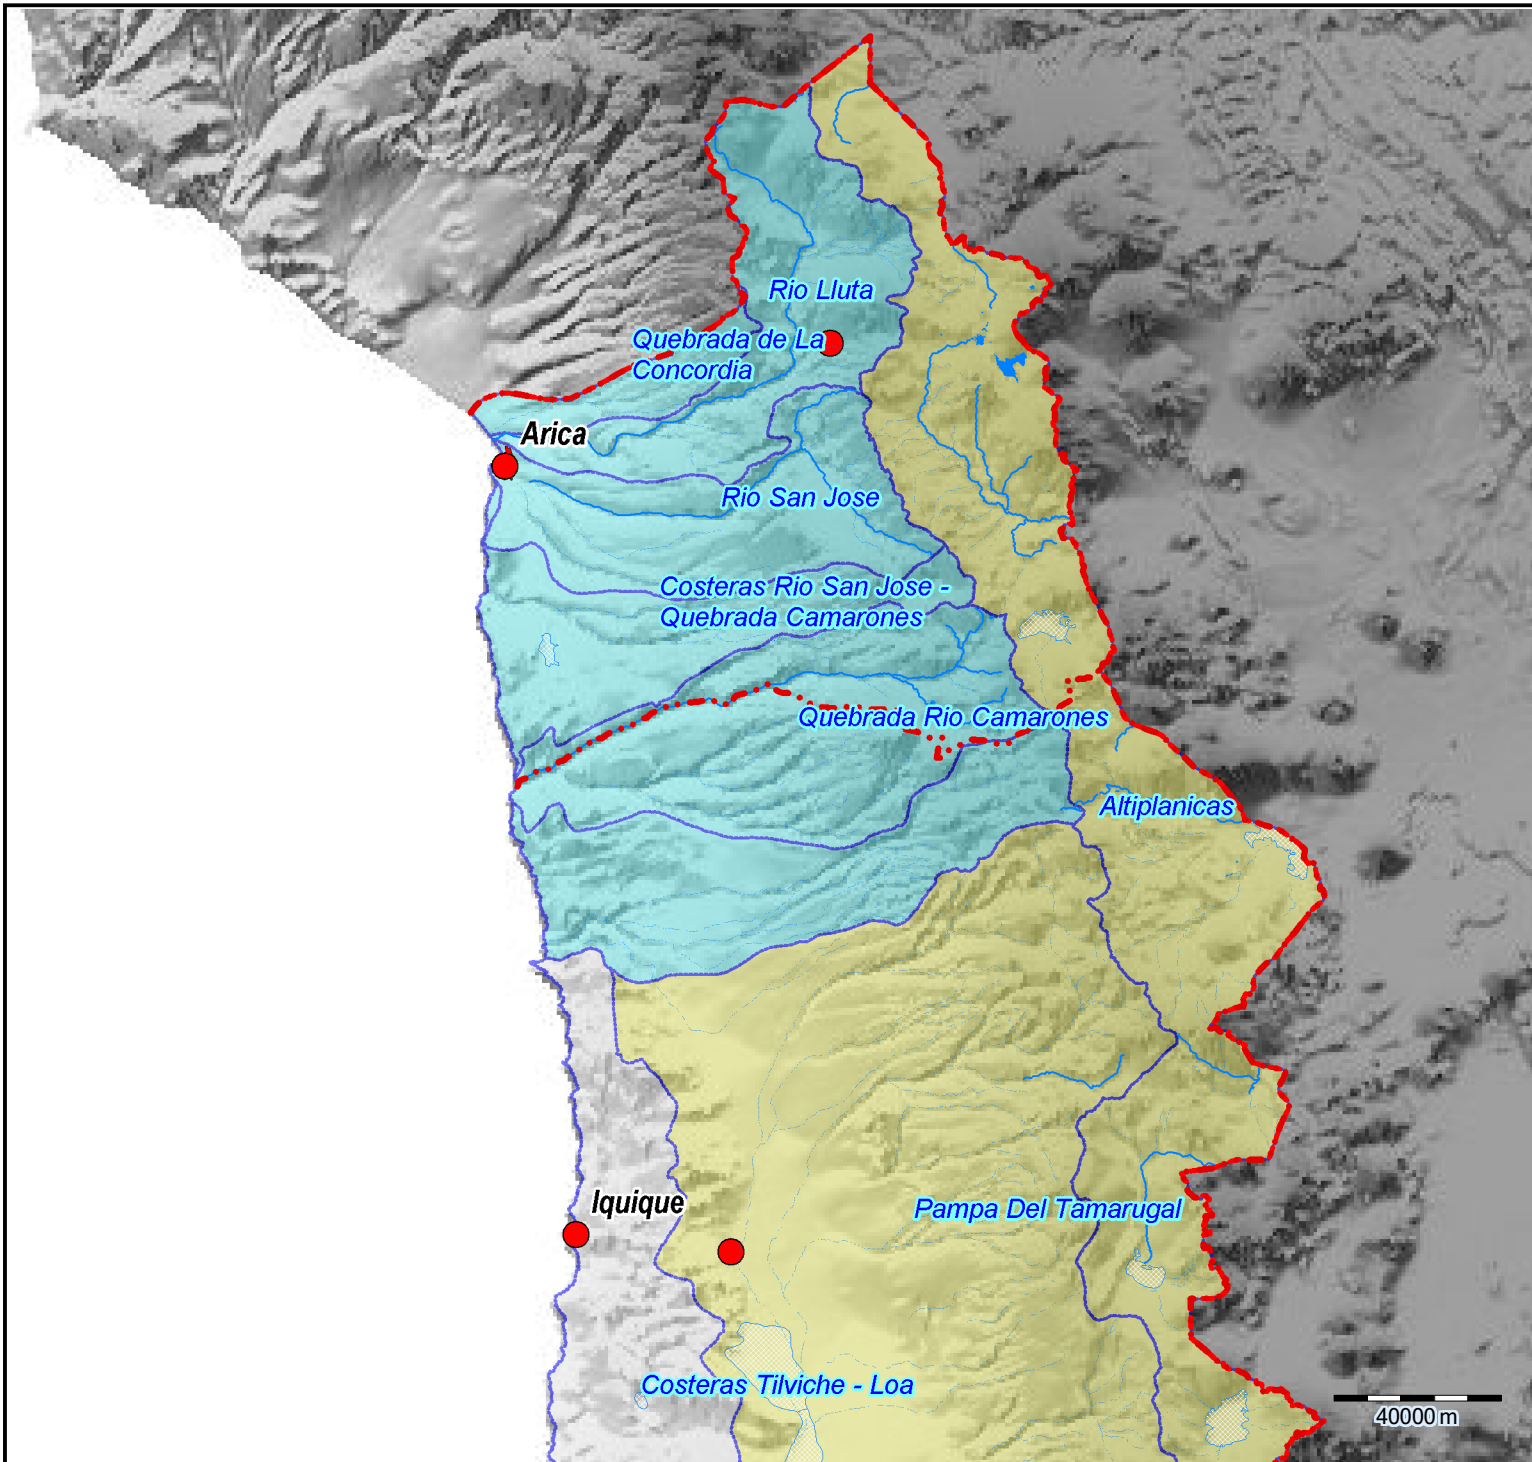 Rio Lluta
Quebrada de La
Concordia
Arica
Rio San Jose
Costeras Rio San Jose -
Quebrada Camarones
Quebrada Rio Camarones
Altiplanicas
Iquique
Pampa Del Tamarugal
Costeras Tilviche - Loa
40000 m